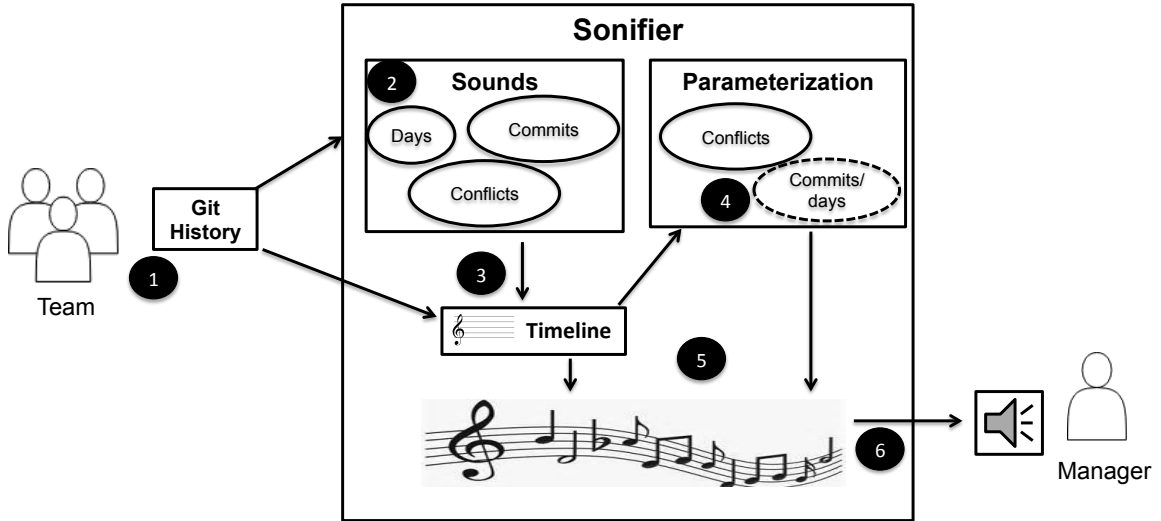 Sonifier
2
Sounds
Days
Commits
Conflicts
Parameterization
Conflicts
4
Commits/
days
Git
History
1
Team
3
Timeline
5
6
Manager